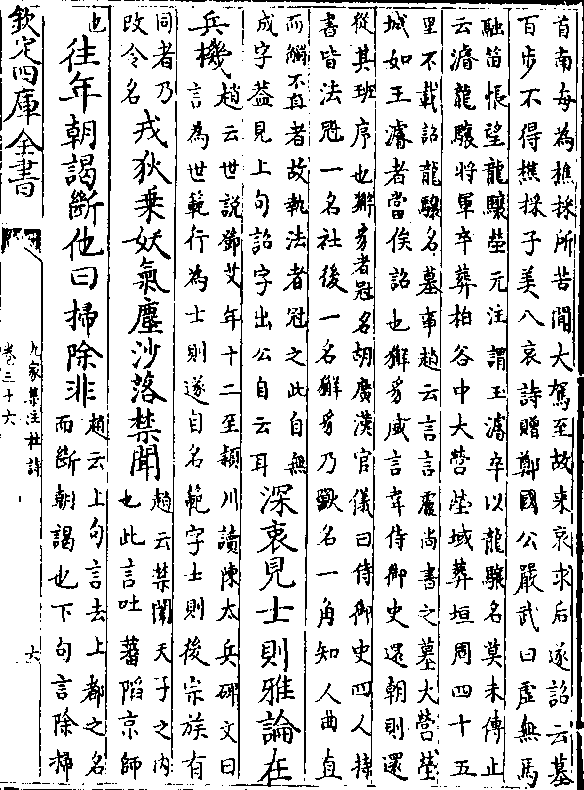 首南每為樵採所苦聞大駕至故來哀求后遂詔云墓
百步不得樵採子美八哀詩贈鄭國公嚴武曰虛無馬
融笛悵望龍驤塋元注謂王濬卒以龍驤名莫未傳止
云濬龍驤將軍卒葬柏谷中大營塋域葬垣周四十五
里不載詔龍驤名墓事趙云言言震尚書之墓大營塋
城如王濬者當俟詔也獬豸威言韋侍御史還朝則還
從其班序也獬豸者冠名胡廣漢官儀曰侍御史四人持
書皆法冠一名社後一名獬豸乃獸名一角知人曲直
而觸不直者故執法者冠之此自無
成字葢見上句詔字出公自云耳
深衷見士則雅論在
兵機
趙云世說鄧艾年十二至潁川讀陳太兵碑文曰
言為世範行為士則遂自名範字士則後宗族有
同者乃
改令名
戎狄乗妖氣塵沙落禁闈
趙云禁闈天子之内
也此言吐蕃陷京師
也
往年朝謁斷他日掃除非
趙云上句言去上都之名
而斷朝謁也下句言除掃
欽定四庫全書
九家集注杜詩
卷三十六
六